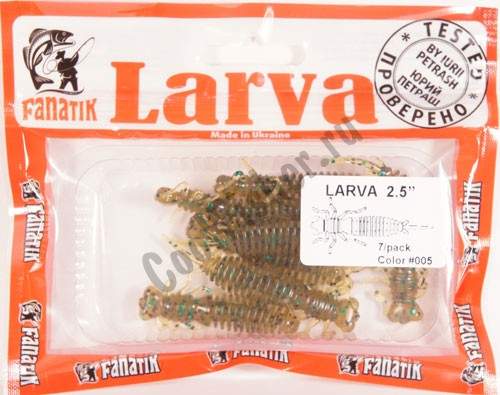 FANATIK
Larva
Made in Ukraine
TESTED
BY IURII
PETRASH
ЮРИЙ
ПЕТРАШ
ПРОВЕРЕНО
LARVA 2.5"
7/pack
Color #005
FANATIK
FANATIK
FANATIK
FANATIK
FANATIK